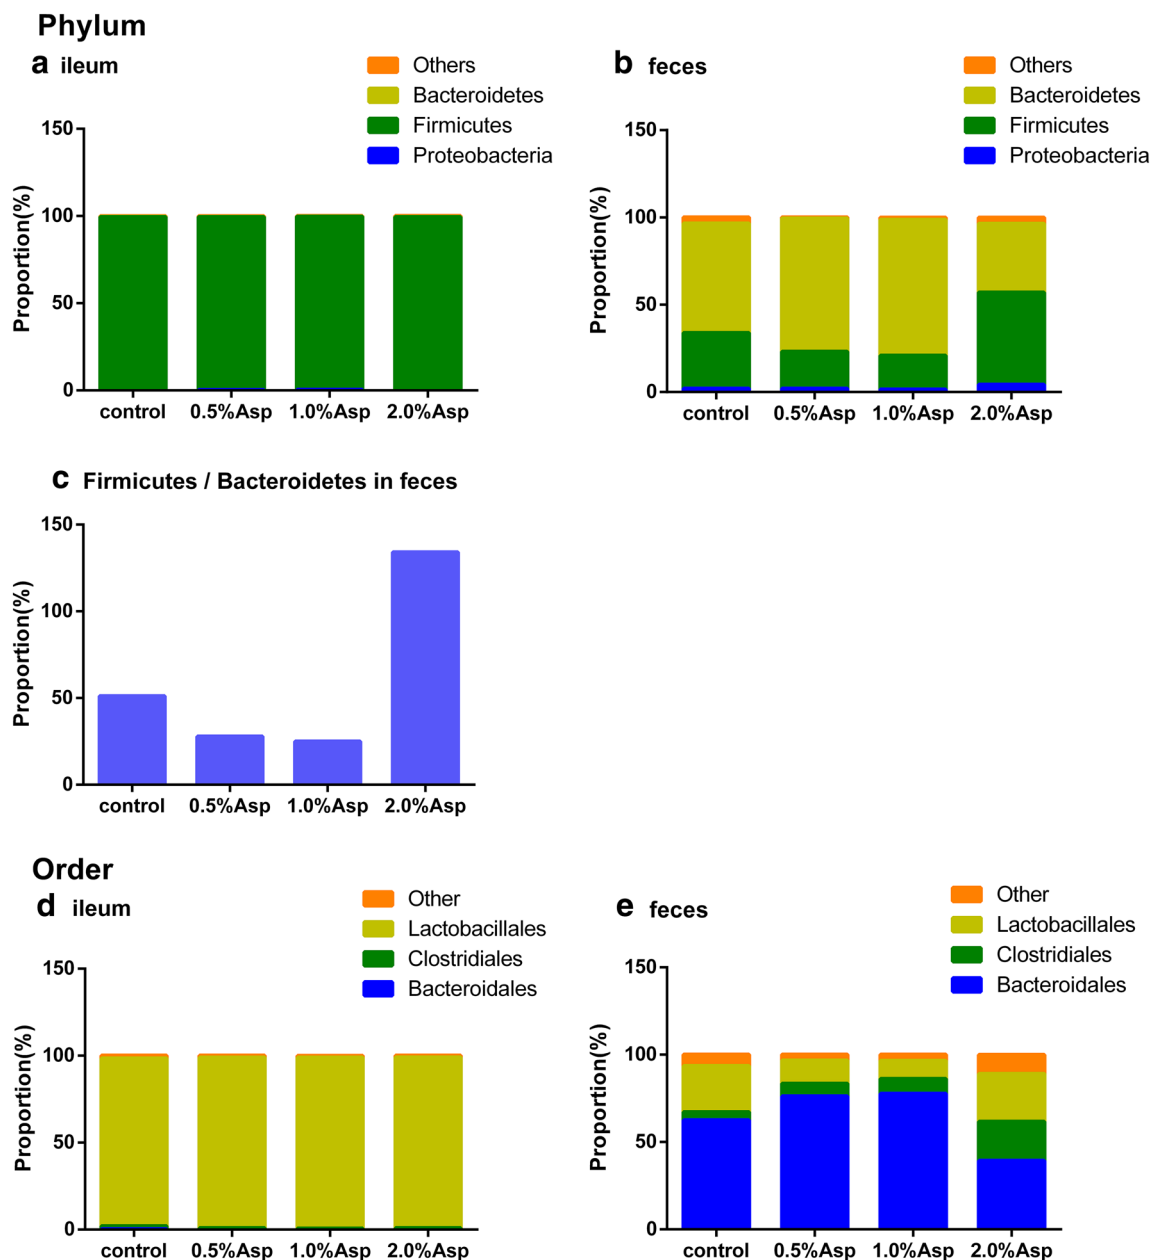 Phylum
a ileum
Others
Bacteroidetes
Firmicutes
Proteobacteria
150
100
50
0
Proportion(%)
control 0.5%Asp 1.0%Asp 2.0%Asp
b feces
Others
Bacteroidetes
Firmicutes
Proteobacteria
150
100
50
0
Proportion(%)
control 0.5%Asp 1.0%Asp 2.0%Asp
c Firmicutes / Bacteroidetes in feces
150
100
50
0
Proportion(%)
control 0.5%Asp 1.0%Asp 2.0%Asp
Order
d ileum
Other
Lactobacillales
Clostridiales
Bacteroidales
150
100
50
0
Proportion(%)
control 0.5%Asp 1.0%Asp 2.0%Asp
e feces
Other
Lactobacillales
Clostridiales
Bacteroidales
150
100
50
0
Proportion(%)
control 0.5%Asp 1.0%Asp 2.0%Asp